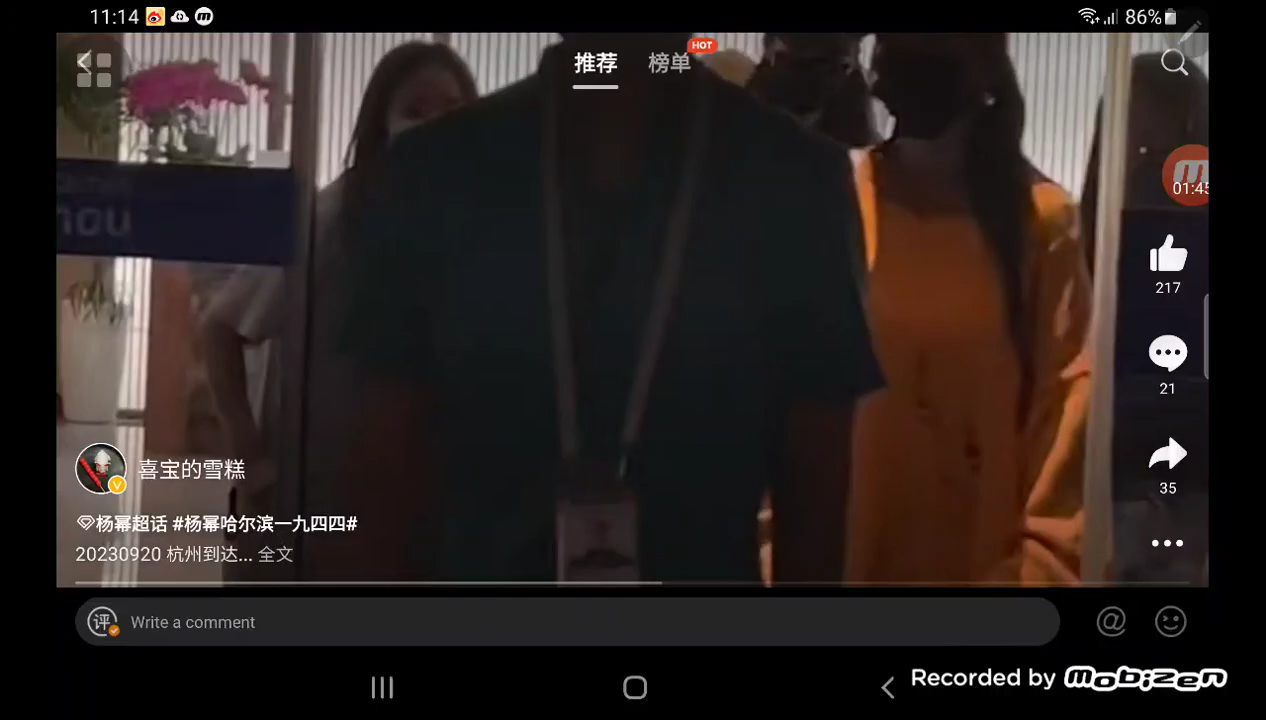 11:14
86%
推荐
榜单
HOT
01:45
hou
217
21
35
喜宝的雪糕
杨幂超话 #杨幂哈尔滨一九四四#
20230920 杭州到达... 全文
评
Write a comment
@
Recorded by mobizen